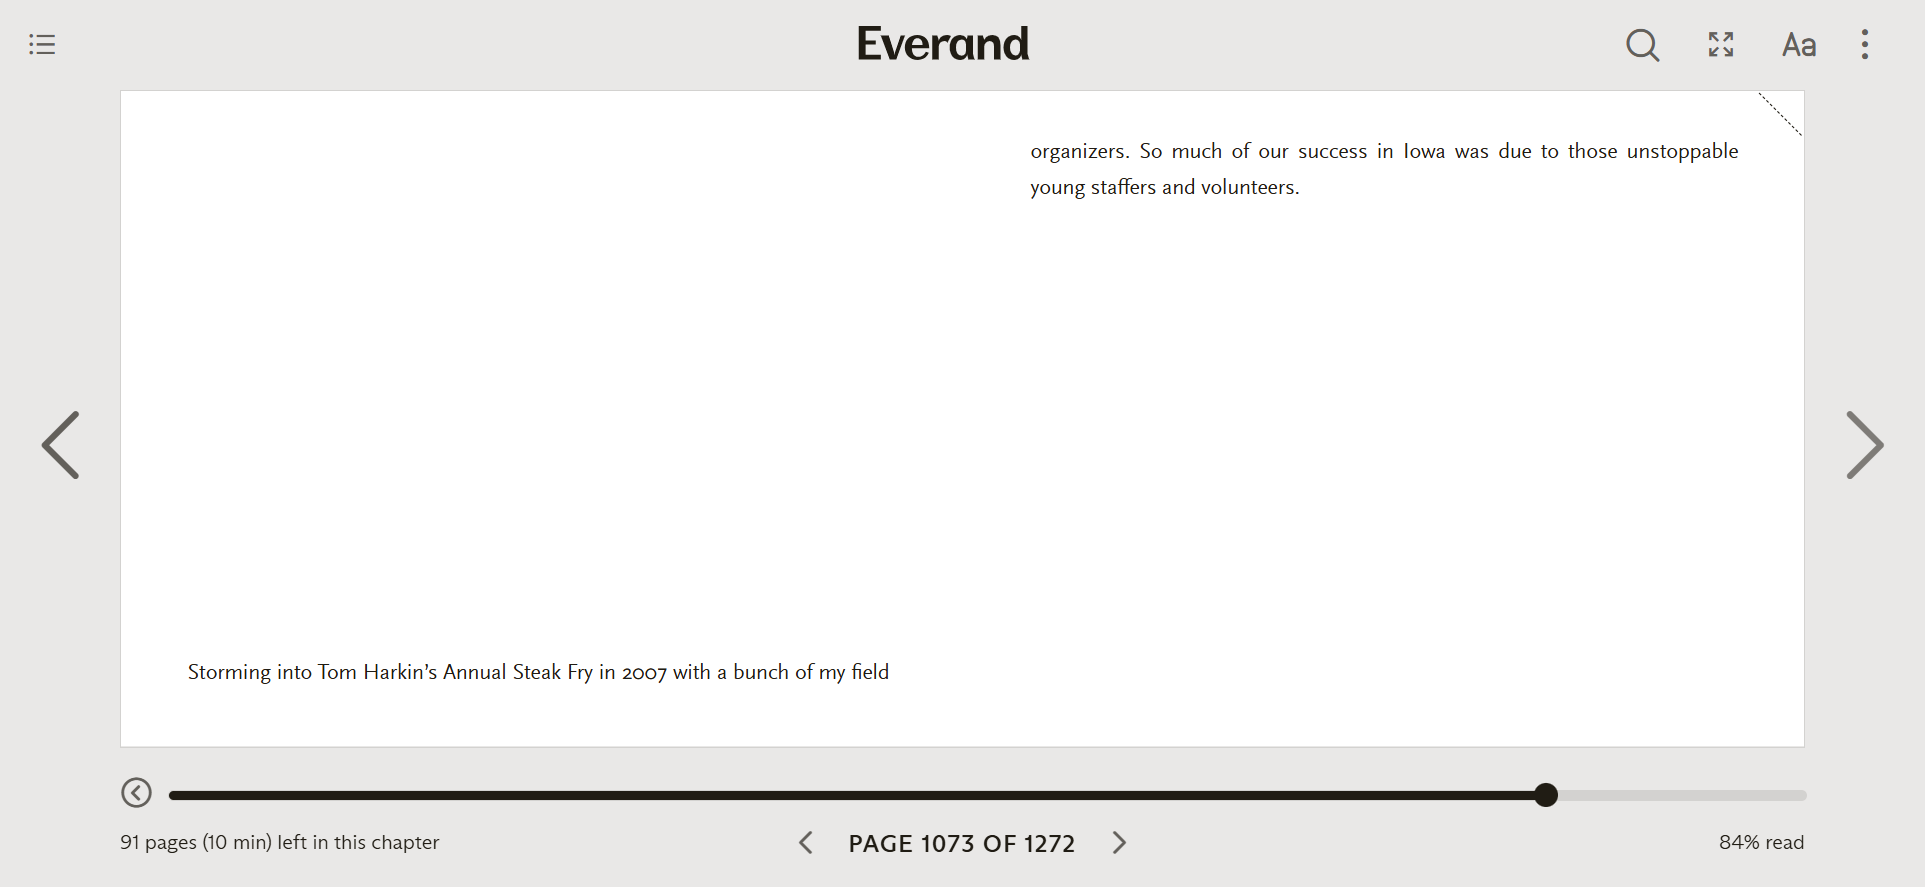 Everand
Aa
Storming into Tom Harkin’s Annual Steak Fry in 2007 with a bunch of my field
organizers. So much of our success in Iowa was due to those unstoppable
young staffers and volunteers.
91 pages (10 min) left in this chapter
PAGE 1073 OF 1272
84% read